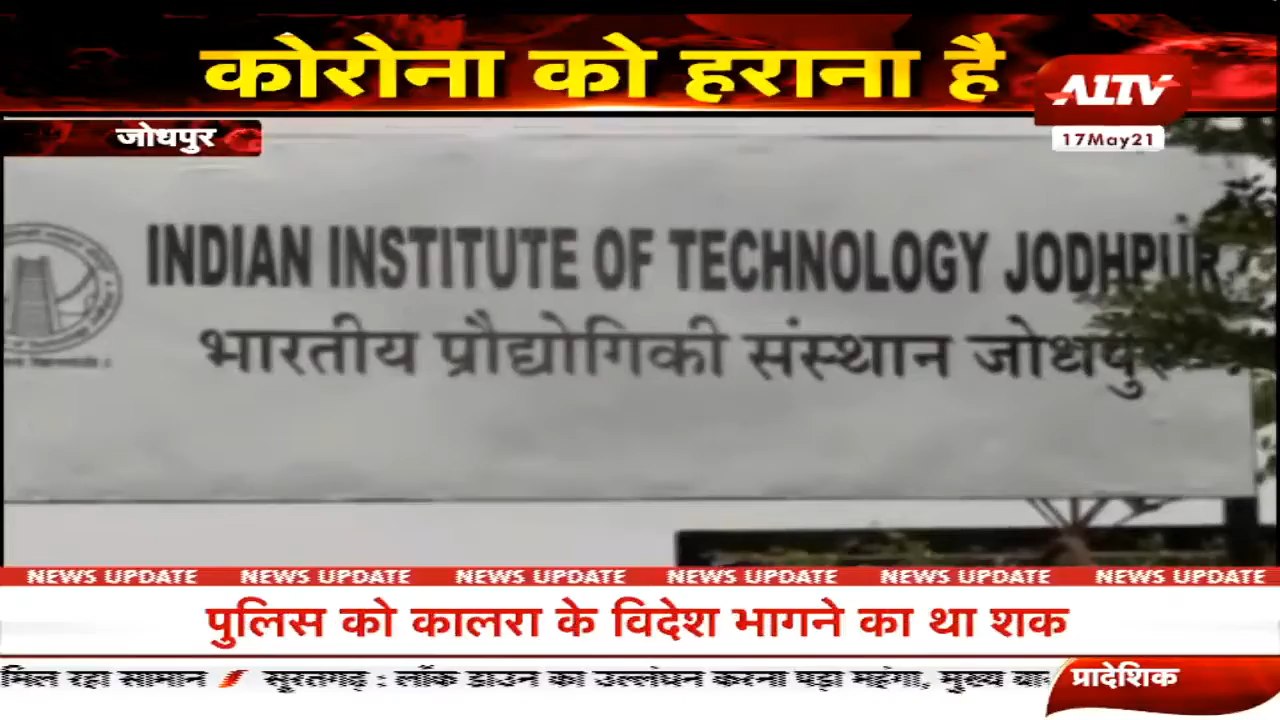 कोरोना को हराना है
ALTV
17May21
जोधपुर
INDIAN INSTITUTE OF TECHNOLOGY JODHPUR
भारतीय प्रौद्योगिकी संस्थान जोधपुर
NEWS UPDATE NEWS UPDATE NEWS UPDATE NEWS UPDATE NEWS UPDATE NEWS UPDATE
पुलिस को कालरा के विदेश भागने का था शक
मिल रहा सामान / सूरतगढ़ : लॉक डाउन का उल्लंघन करना पड़ा महंगा, मुख्य
प्रादेशिक